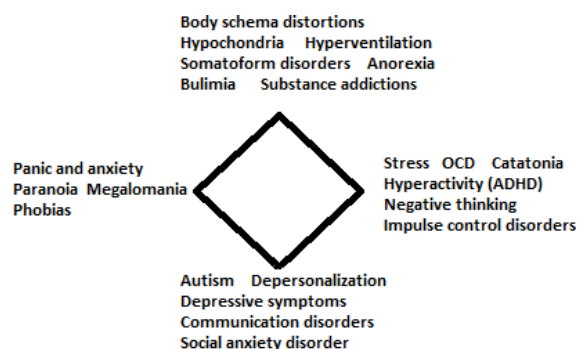 Body schema distortions
Hypochondria Hyperventilation
Somatoform disorders Anorexia
Bulimia Substance addictions
Panic and anxiety
Paranoia Megalomania
Phobias
Stress OCD Catatonia
Hyperactivity (ADHD)
Negative thinking
Impulse control disorders
Autism Depersonalization
Depressive symptoms
Communication disorders
Social anxiety disorder